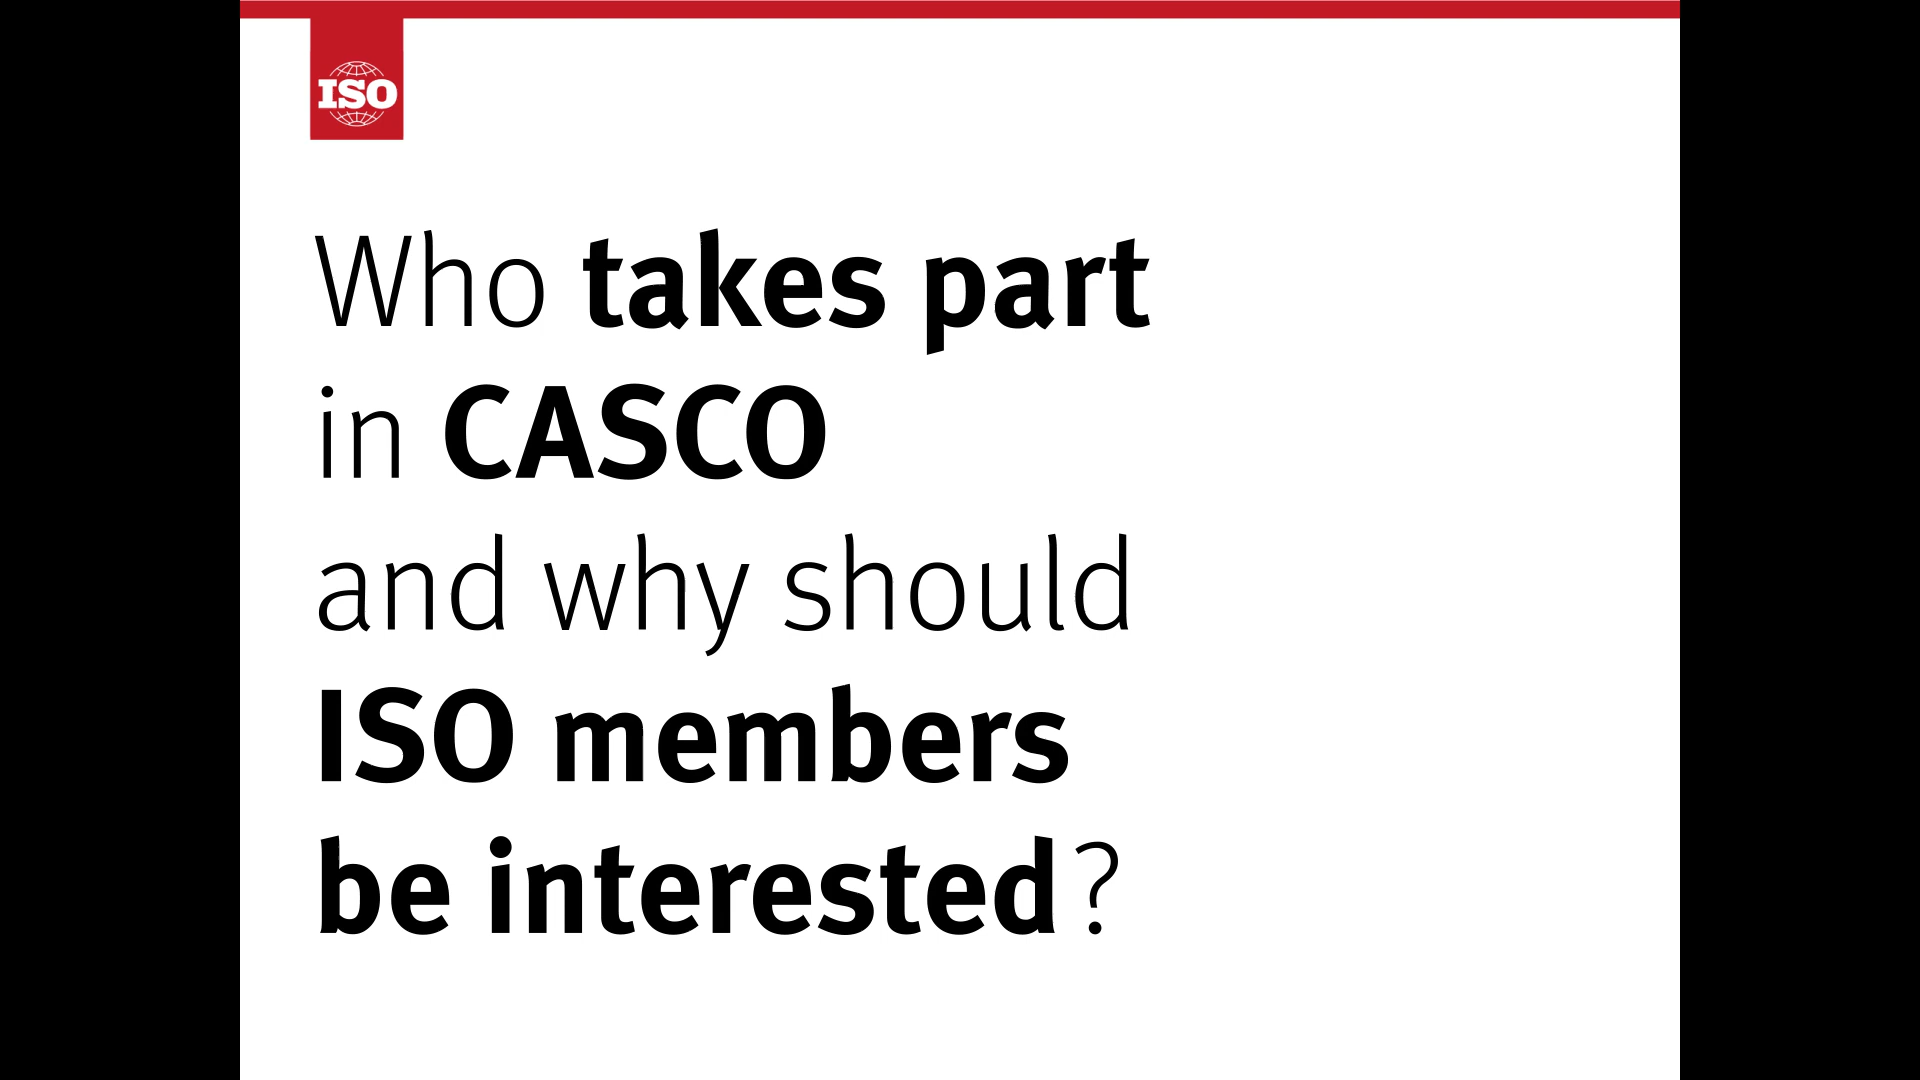 ISO
Who takes part
in CASCO
and why should
ISO members
be interested?